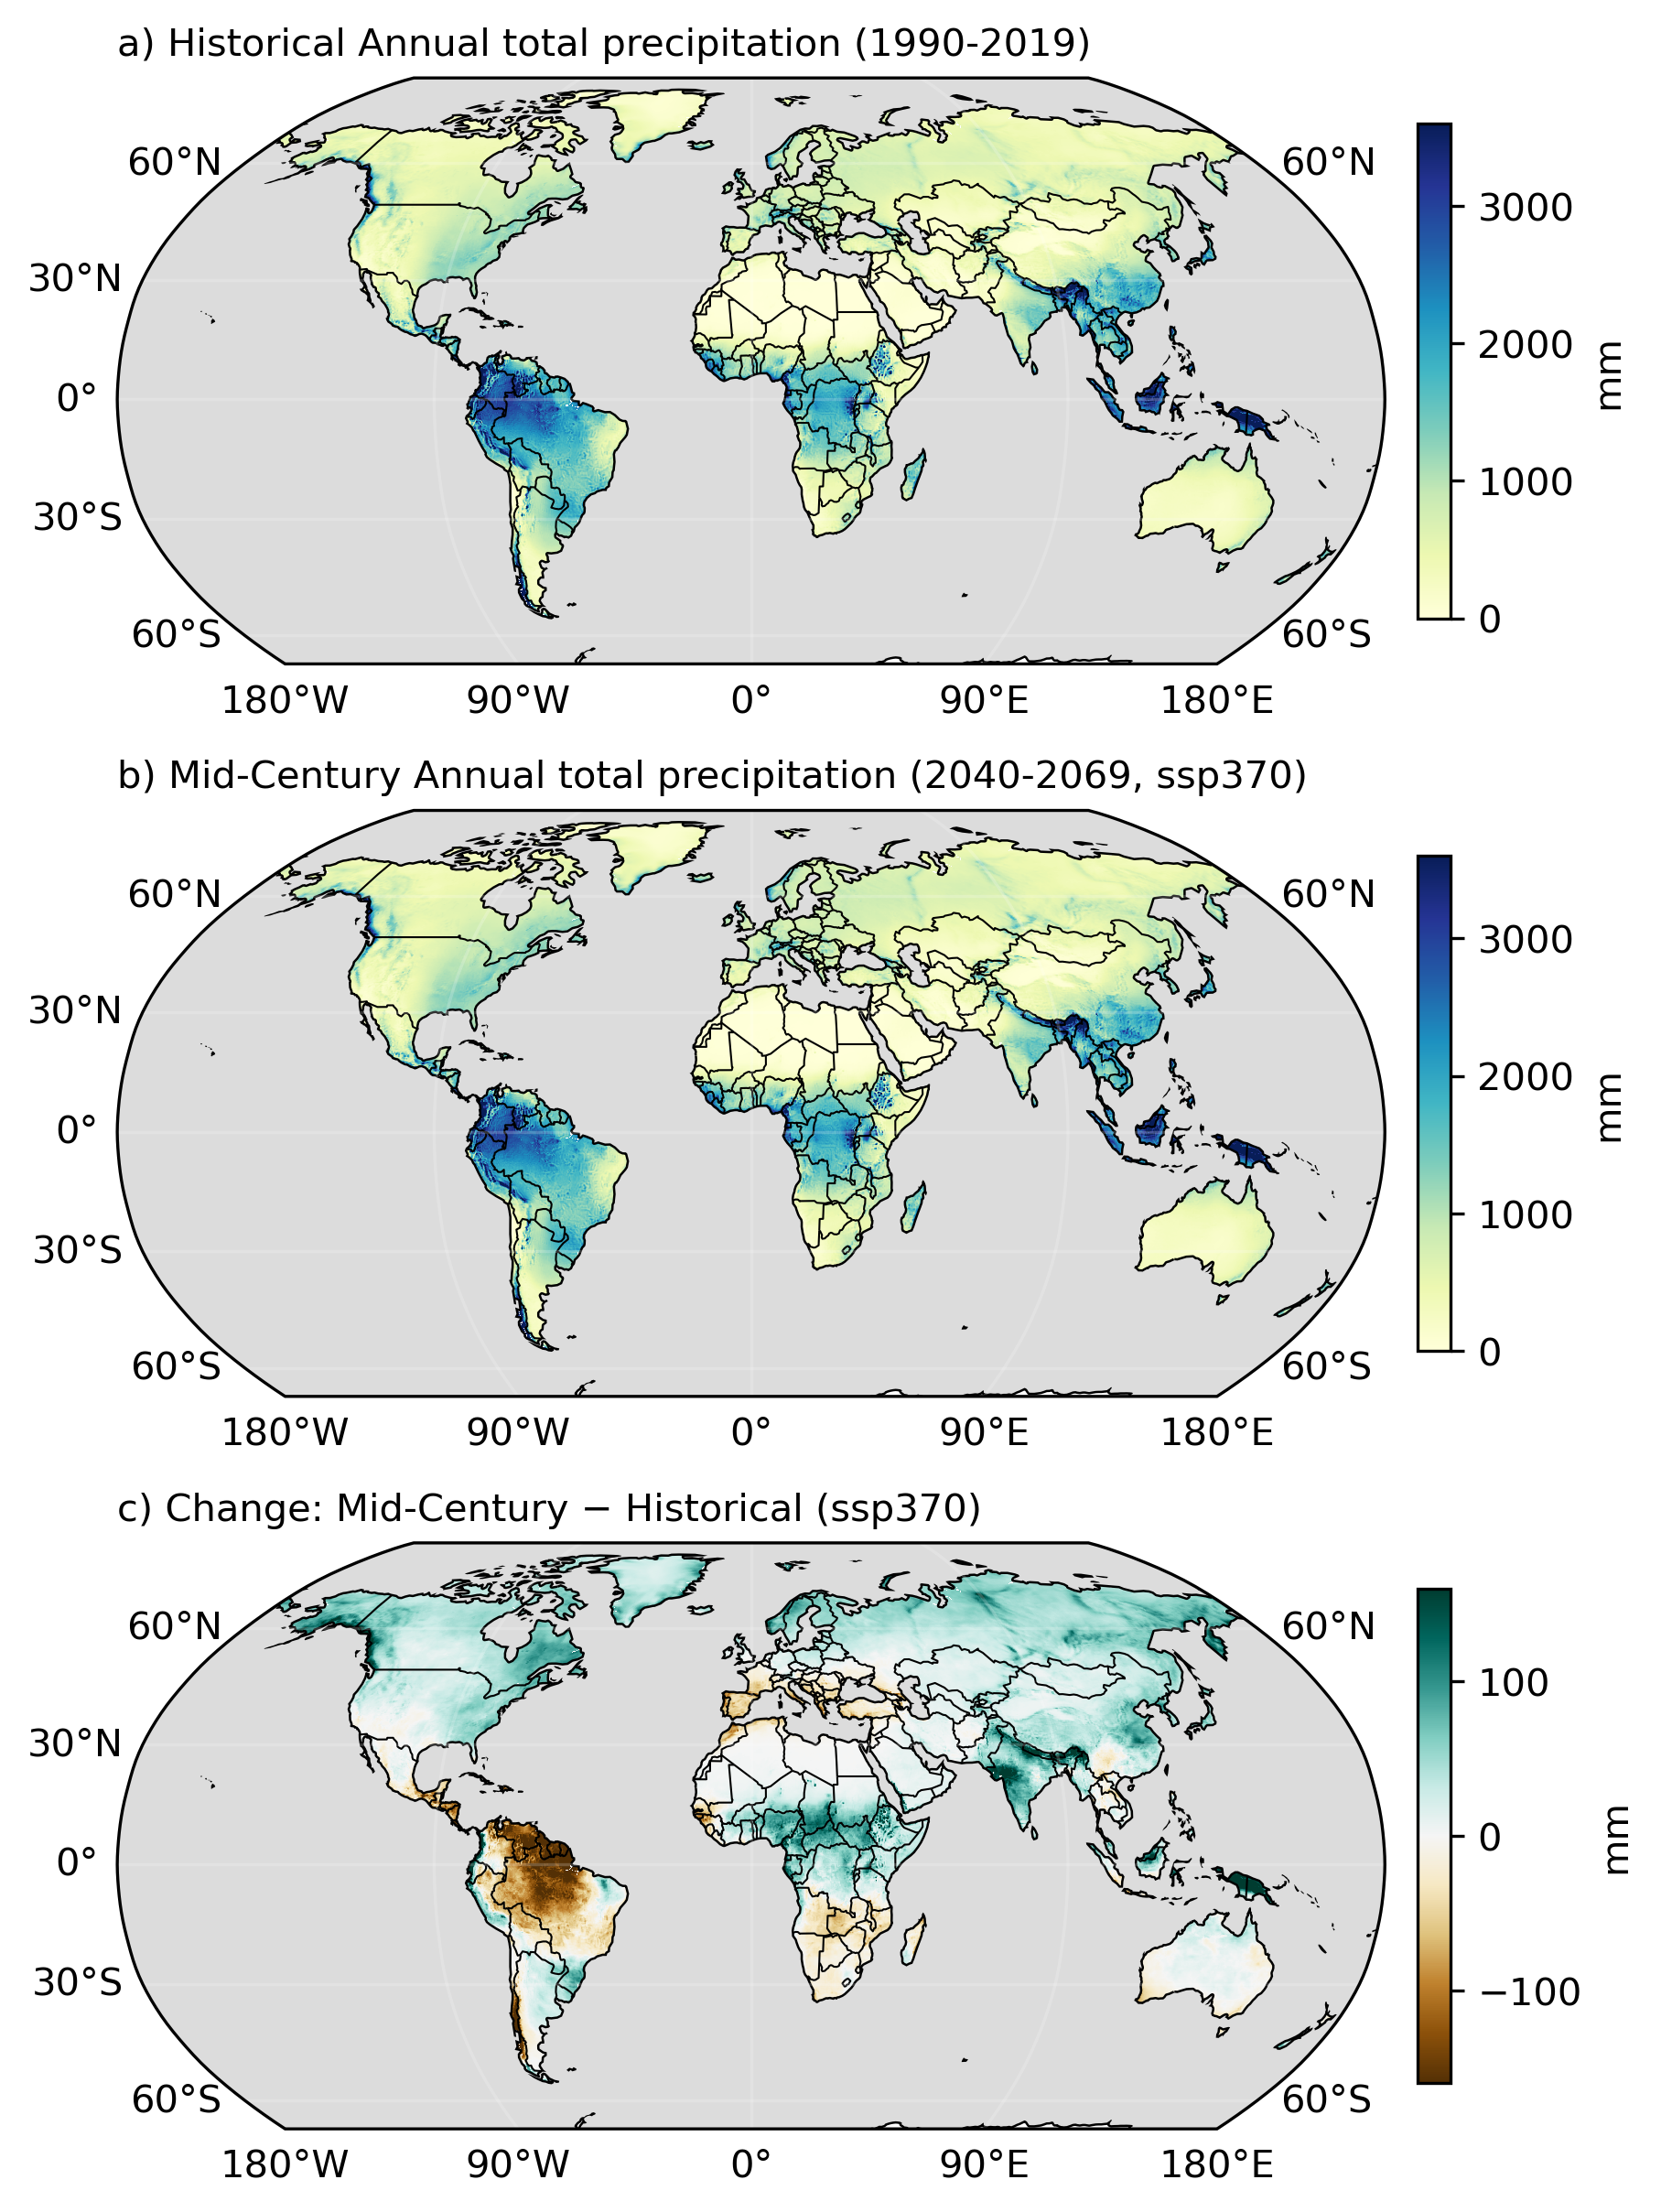 a) Historical Annual total precipitation (1990-2019)
60°N 60°N
30°N
0°
30°S
60°S 60°S
180°W 90°W 0° 90°E 180°E
3000
2000
1000
0
mm
b) Mid-Century Annual total precipitation (2040-2069, ssp370)
60°N 60°N
30°N
0°
30°S
60°S 60°S
180°W 90°W 0° 90°E 180°E
3000
2000
1000
0
mm
c) Change: Mid-Century − Historical (ssp370)
60°N 60°N
30°N
0°
30°S
60°S 60°S
180°W 90°W 0° 90°E 180°E
100
0
−100
mm